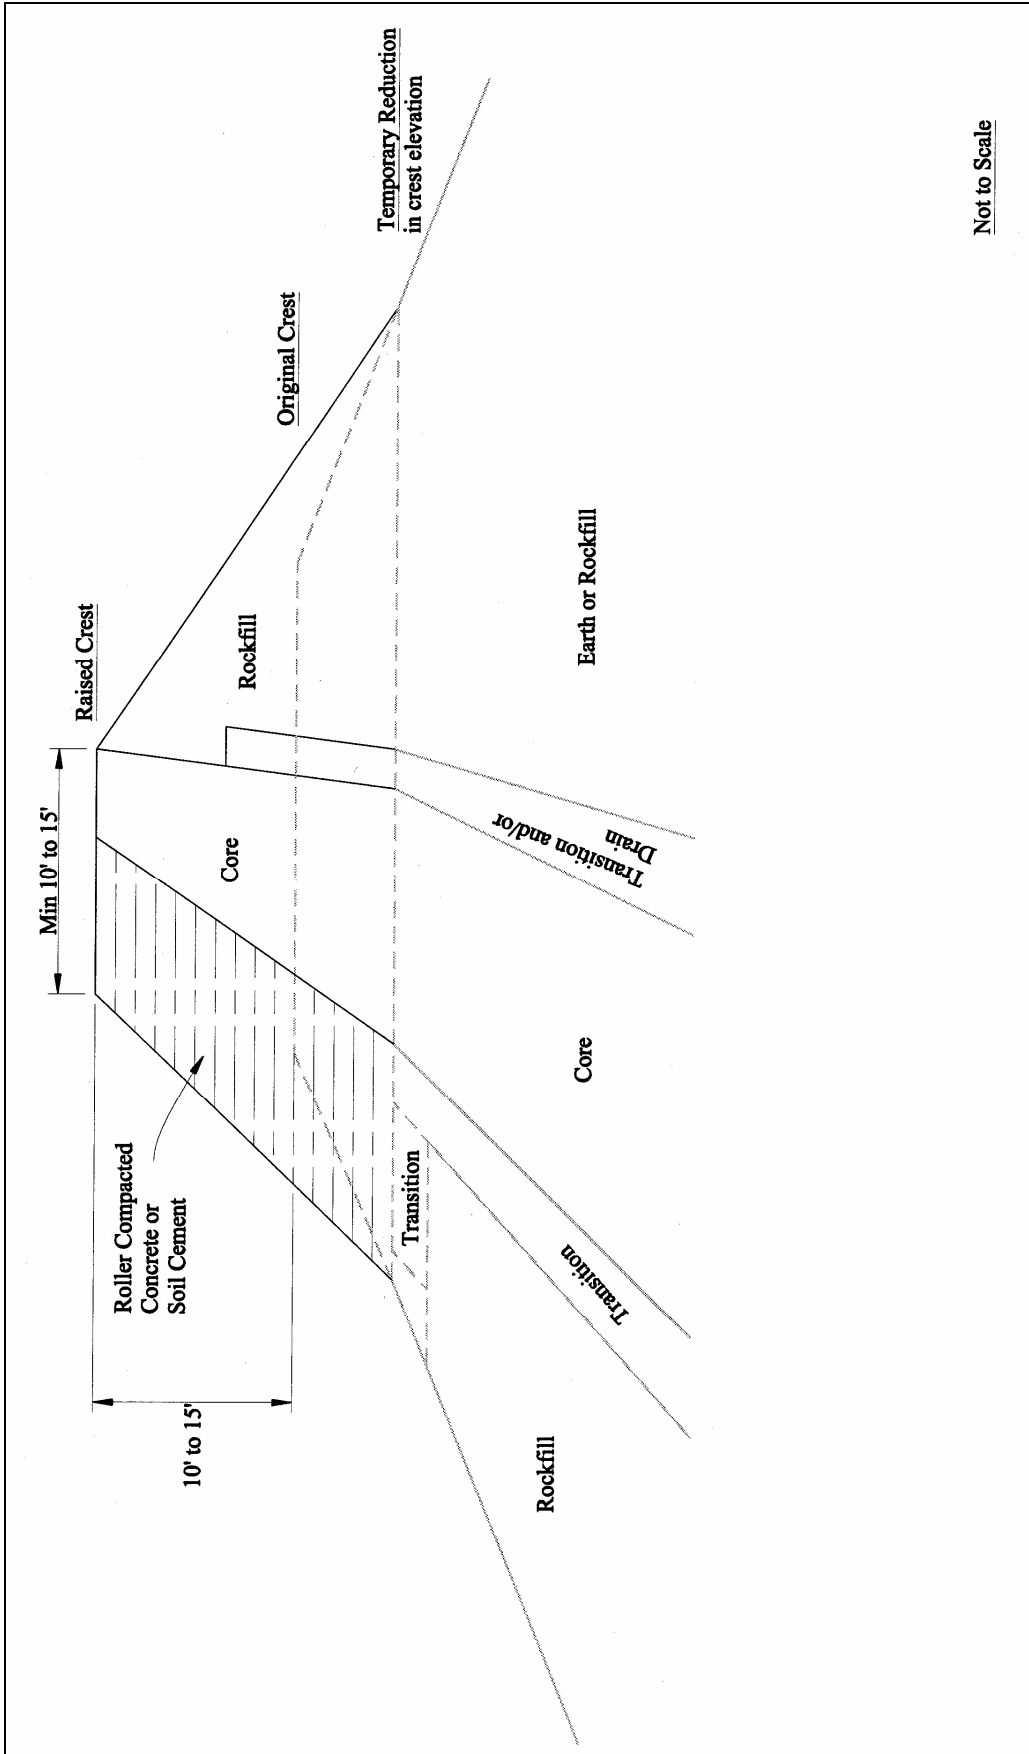 Min 10' to 15'
Raised Crest
Roller Compacted
Concrete or
Soil Cement
10' to 15'
Core
Rockfill
Original Crest
Temporary Reduction
in crest elevation
Transition
Rockfill
Transition
Core
Transition and/or
Drain
Earth or Rockfill
Not to Scale